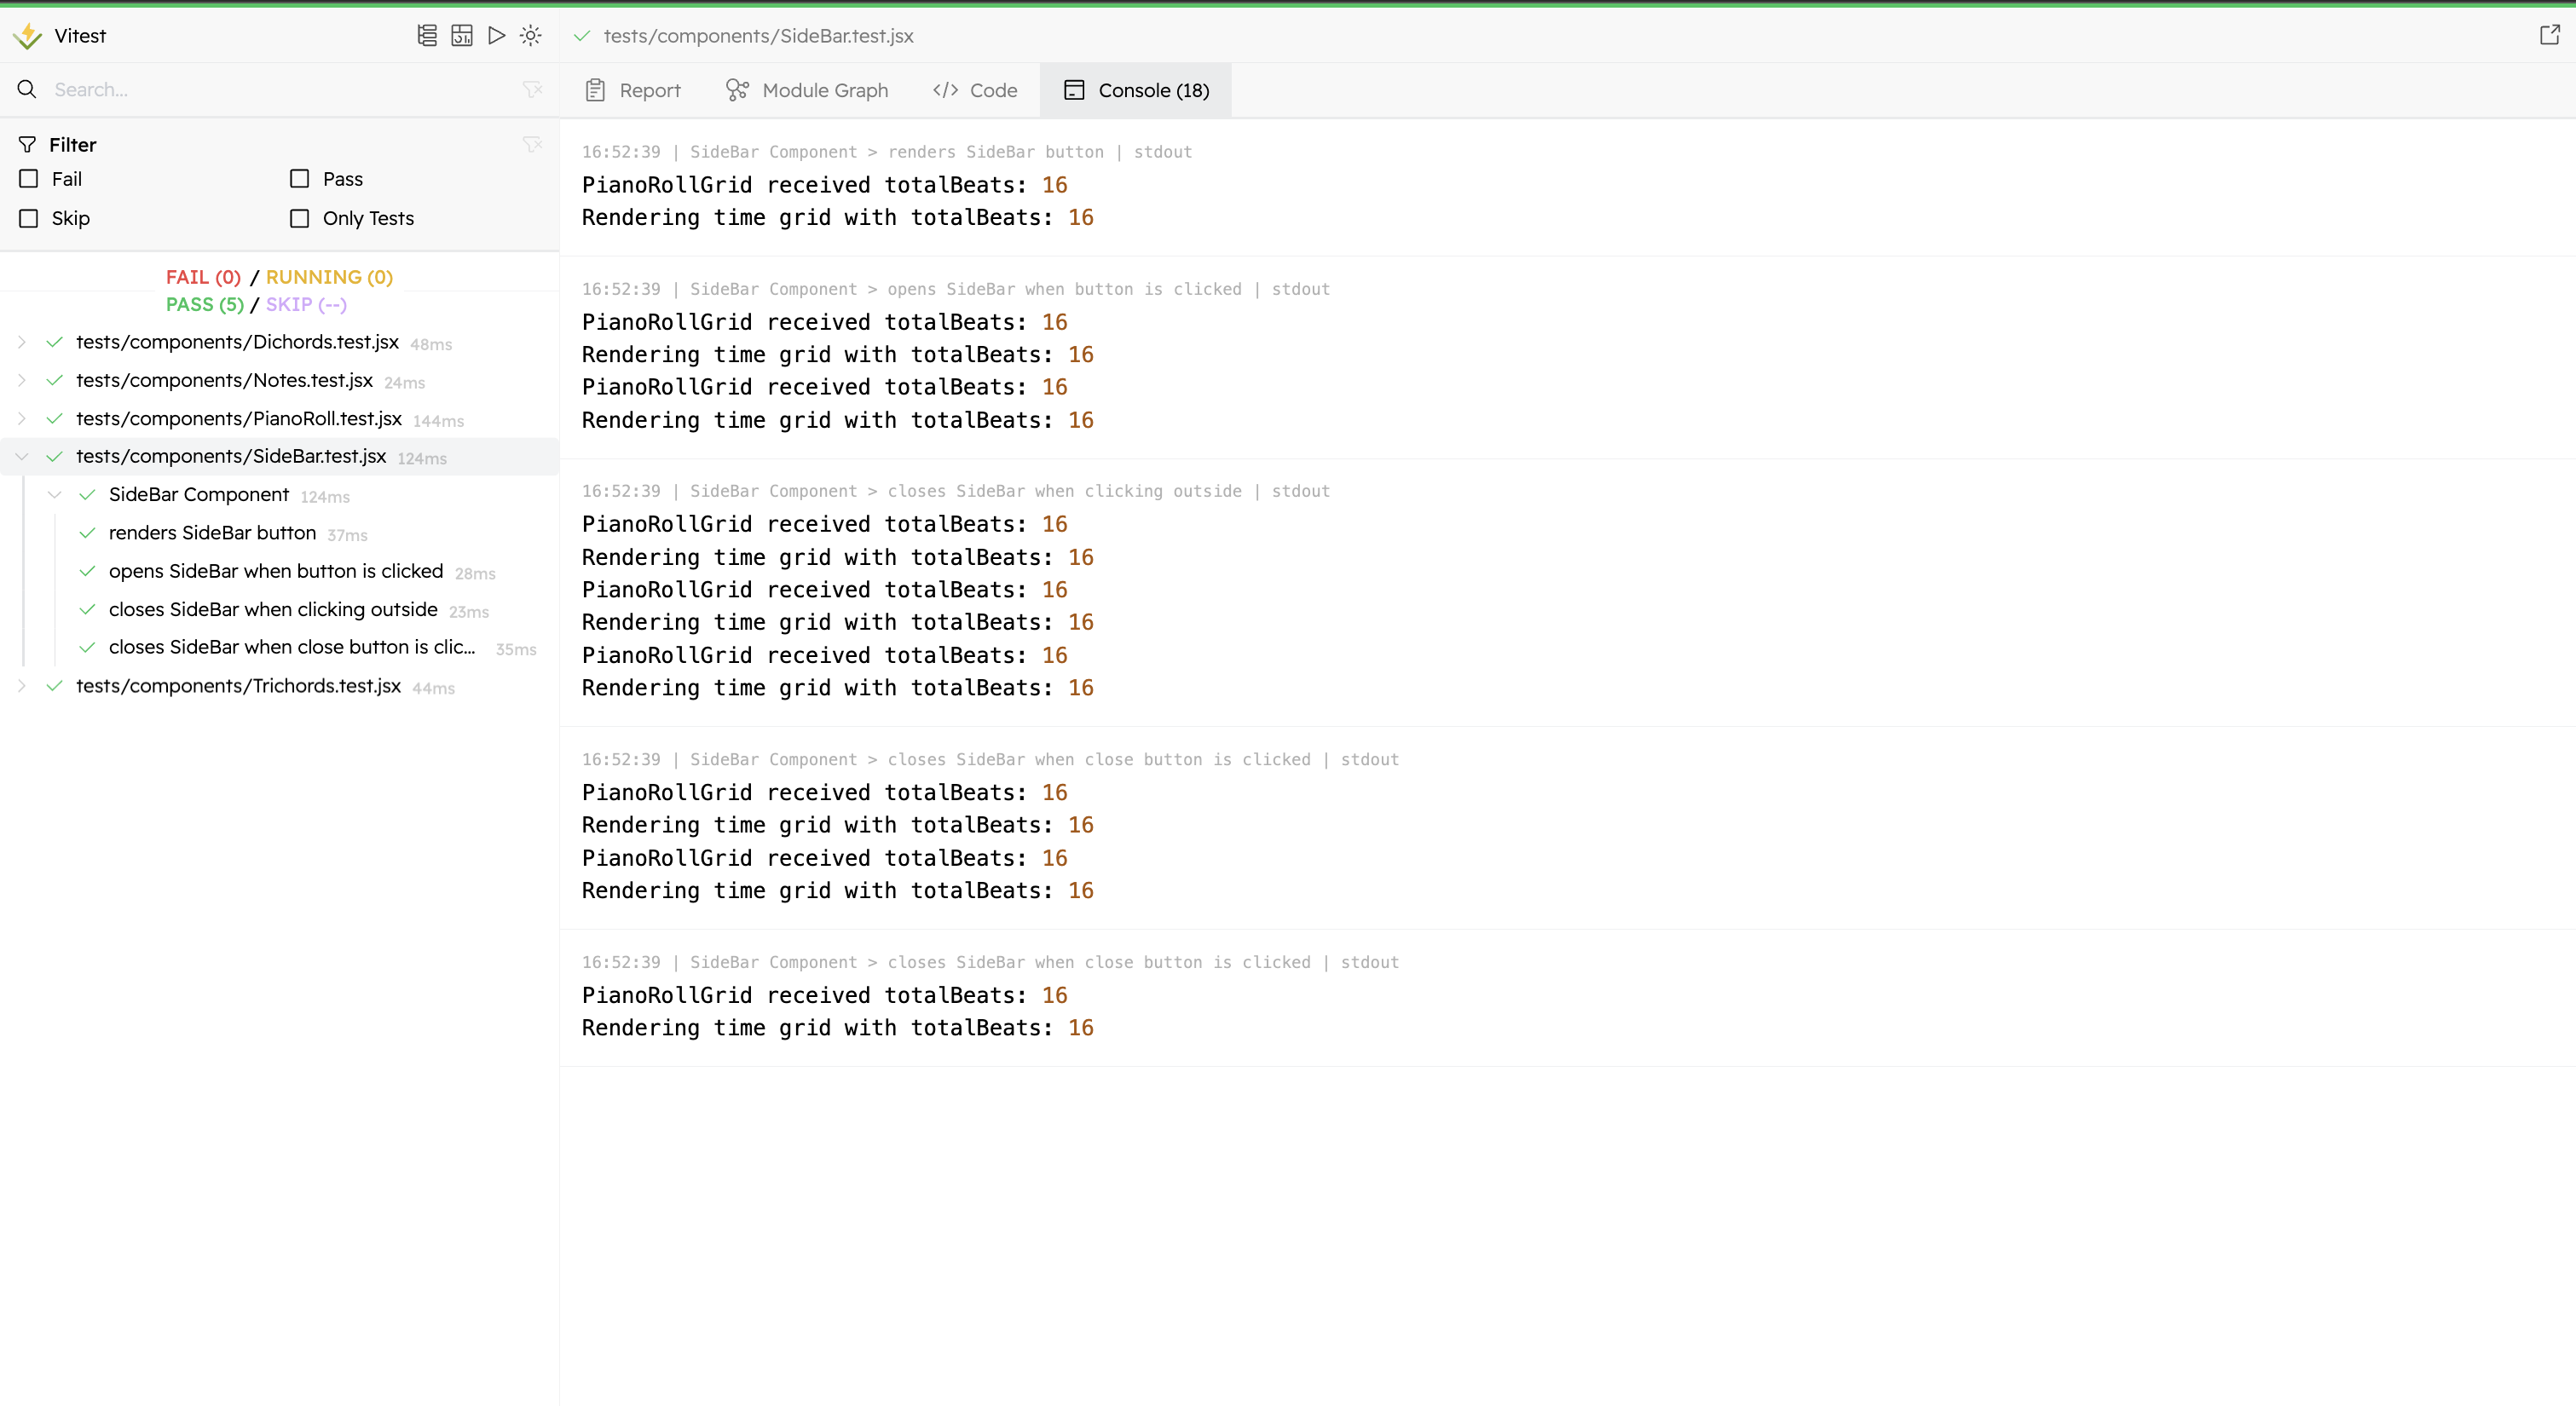 Vitest
Search...
Filter
Fail
Pass
Skip
Only Tests
FAIL (0) / RUNNING (0)
PASS (5) / SKIP (--)
tests/components/Dichords.test.jsx 48ms
tests/components/Notes.test.jsx 24ms
tests/components/PianoRoll.test.jsx 144ms
tests/components/SideBar.test.jsx 124ms
SideBar Component 124ms
renders SideBar button 37ms
opens SideBar when button is clicked 28ms
closes SideBar when clicking outside 23ms
closes SideBar when close button is clic... 35ms
tests/components/Trichords.test.jsx 44ms
tests/components/SideBar.test.jsx
Report
Module Graph
</> Code
Console (18)
16:52:39 | SideBar Component > renders SideBar button | stdout
PianoRollGrid received totalBeats: 16
Rendering time grid with totalBeats: 16
16:52:39 | SideBar Component > opens SideBar when button is clicked | stdout
PianoRollGrid received totalBeats: 16
Rendering time grid with totalBeats: 16
PianoRollGrid received totalBeats: 16
Rendering time grid with totalBeats: 16
16:52:39 | SideBar Component > closes SideBar when clicking outside | stdout
PianoRollGrid received totalBeats: 16
Rendering time grid with totalBeats: 16
PianoRollGrid received totalBeats: 16
Rendering time grid with totalBeats: 16
PianoRollGrid received totalBeats: 16
Rendering time grid with totalBeats: 16
16:52:39 | SideBar Component > closes SideBar when close button is clicked | stdout
PianoRollGrid received totalBeats: 16
Rendering time grid with totalBeats: 16
PianoRollGrid received totalBeats: 16
Rendering time grid with totalBeats: 16
16:52:39 | SideBar Component > closes SideBar when close button is clicked | stdout
PianoRollGrid received totalBeats: 16
Rendering time grid with totalBeats: 16